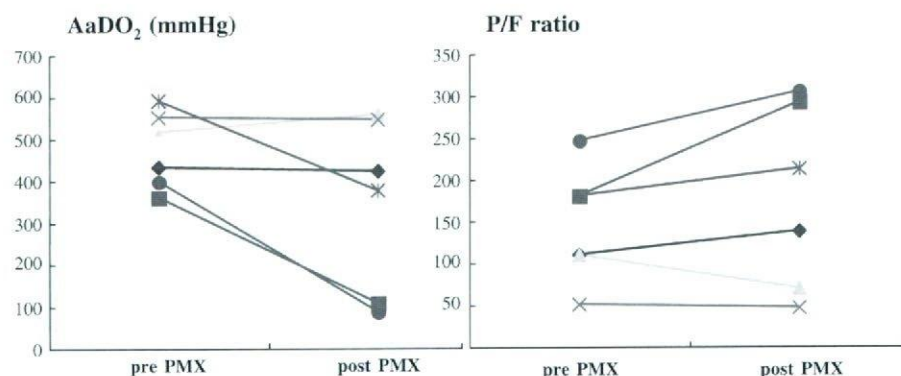 AaDO₂ (mmHg)
700
600
500
400
300
200
100
0
pre PMX
post PMX
P/F ratio
350
300
250
200
150
100
50
pre PMX
post PMX